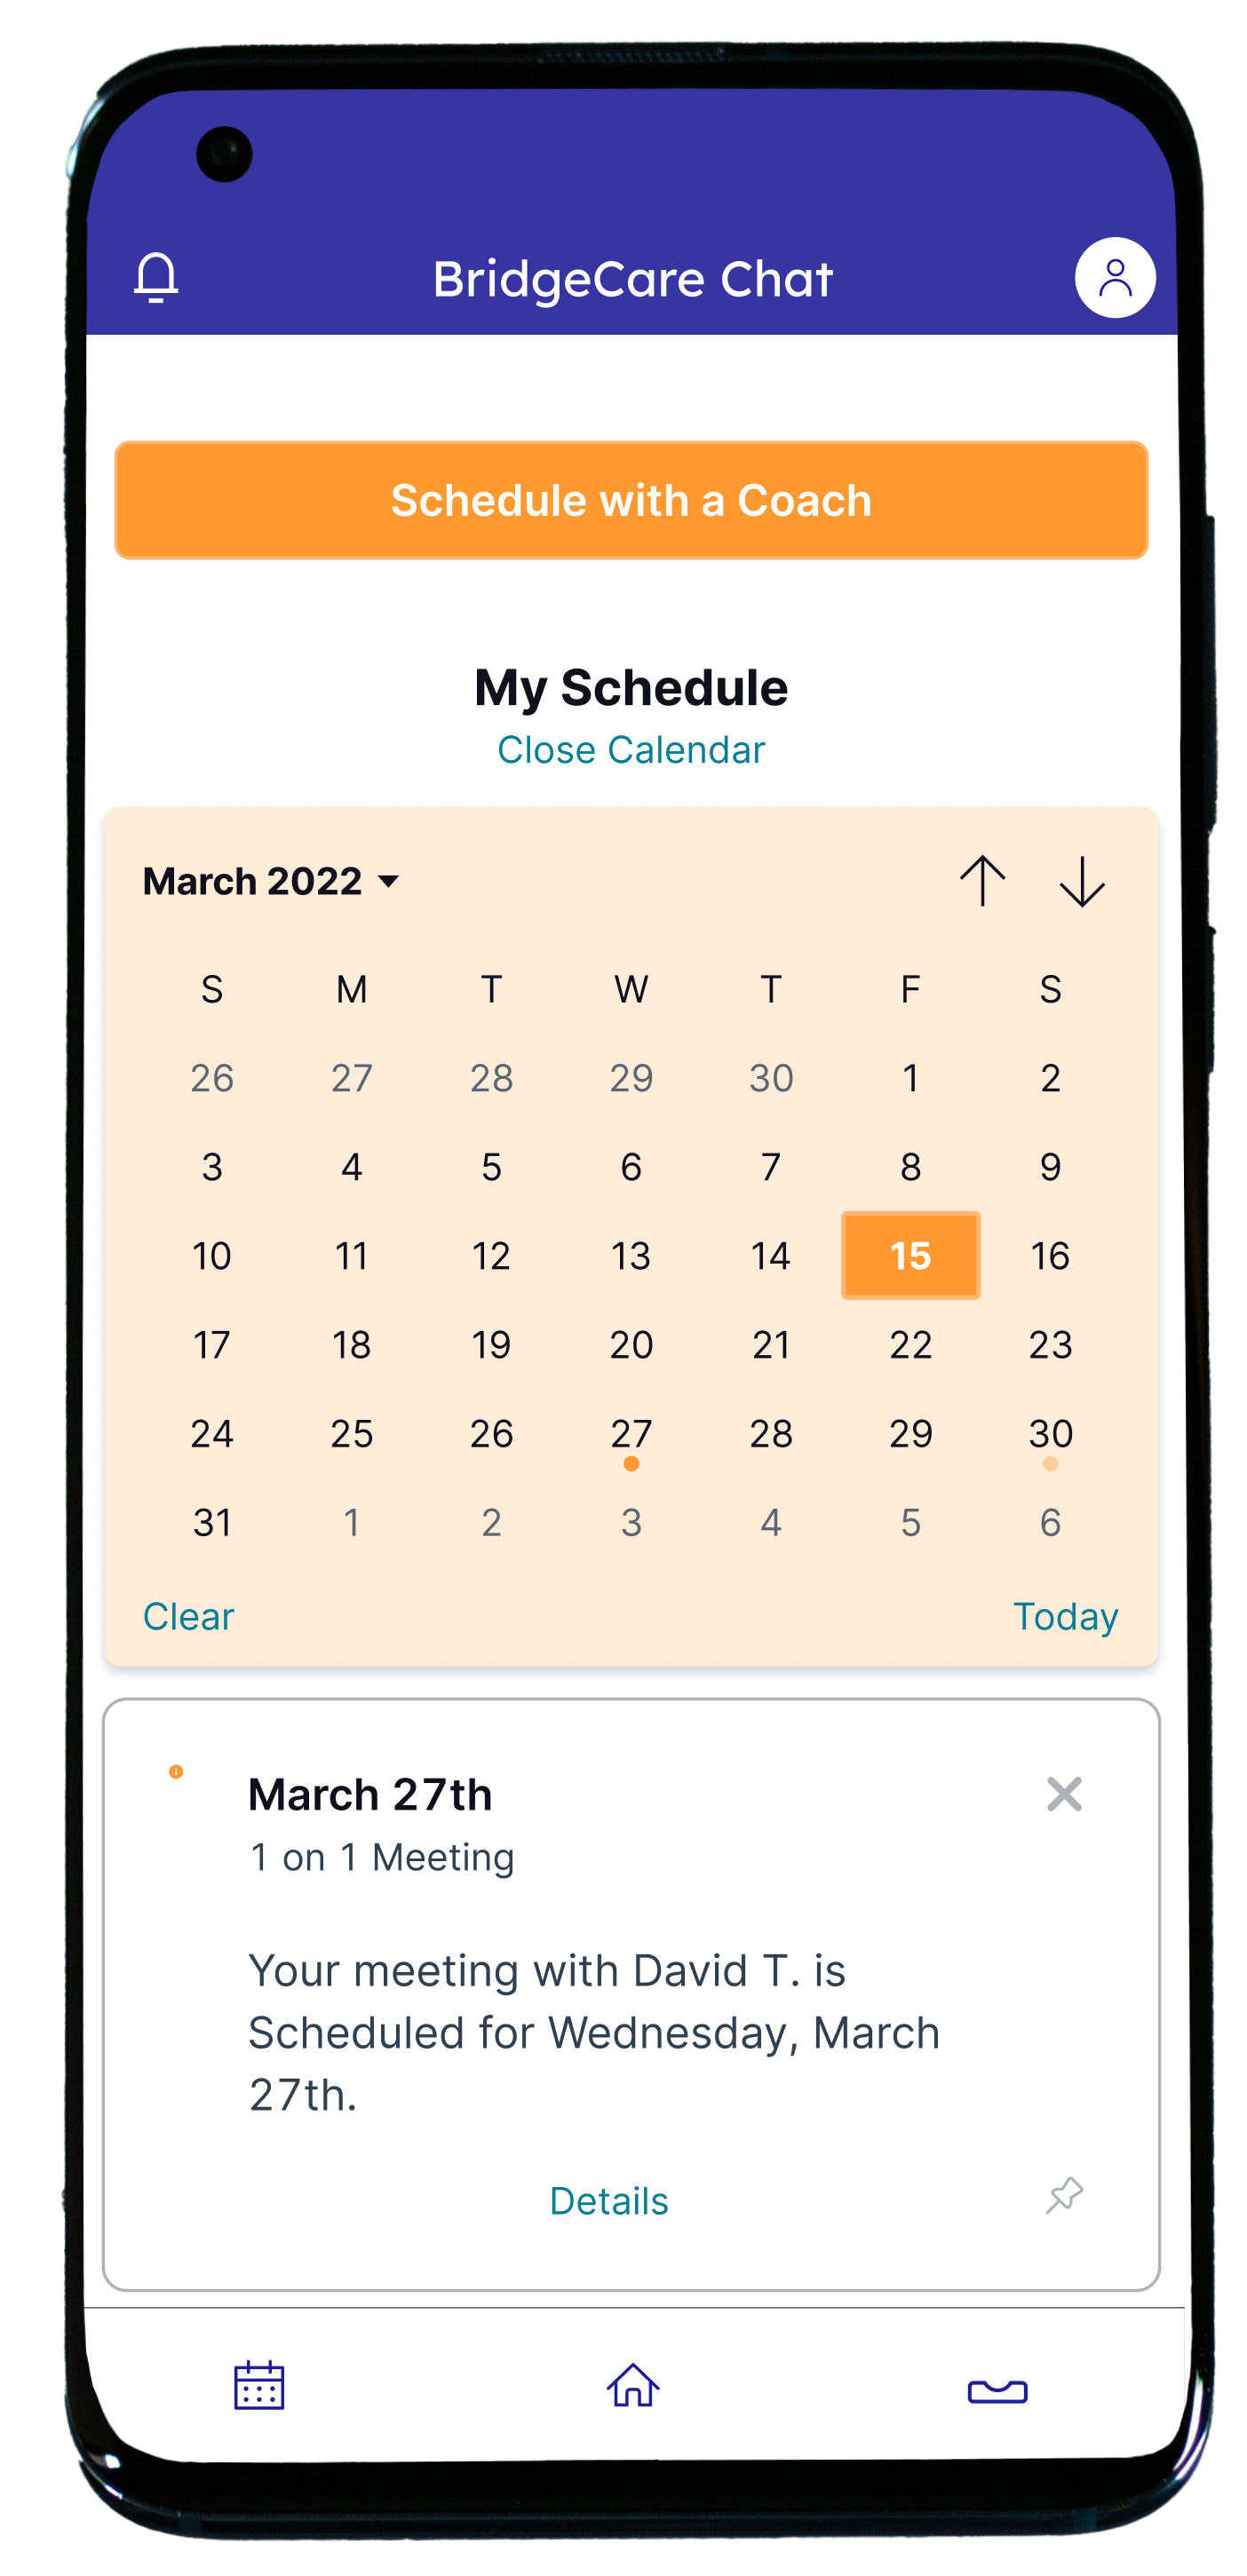 BridgeCare Chat
Schedule with a Coach
My Schedule
Close Calendar
March 2022
S M T W T F S
26 27 28 29 30 1 2
3 4 5 6 7 8 9
10 11 12 13 14 15 16
17 18 19 20 21 22 23
24 25 26 27 28 29 30
31 1 2 3 4 5 6
Clear Today
March 27th
1 on 1 Meeting
Your meeting with David T. is
Scheduled for Wednesday, March
27th.
Details